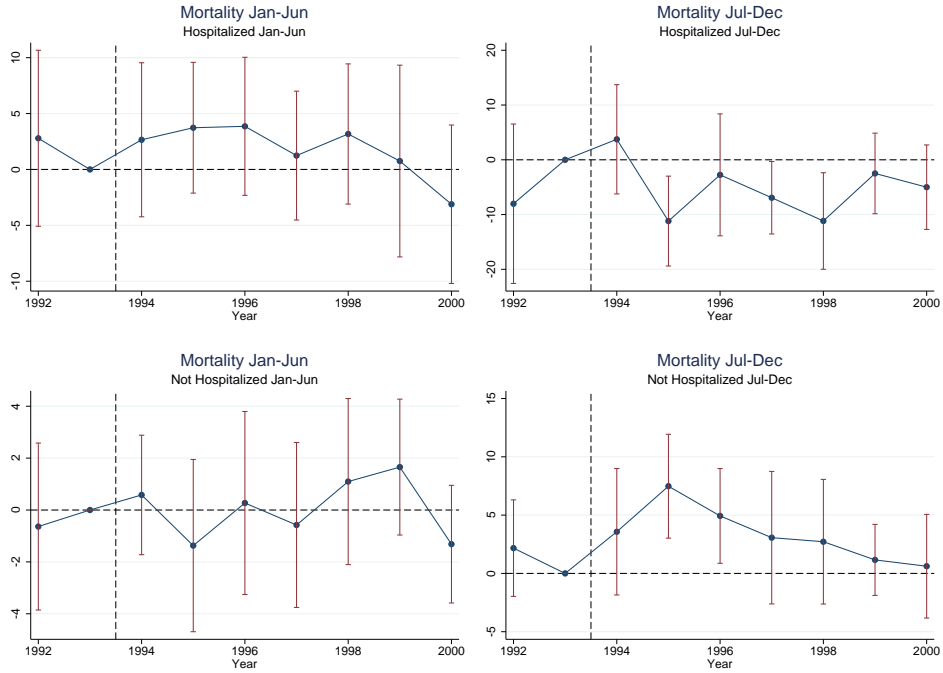 Mortality Jan-Jun
Hospitalized Jan-Jun
10
5
0
-5
-10
1992 1994 1996 1998 2000
Year
Mortality Jul-Dec
Hospitalized Jul-Dec
20
10
0
-10
-20
1992 1994 1996 1998 2000
Year
Mortality Jan-Jun
Not Hospitalized Jan-Jun
4
2
0
-2
-4
1992 1994 1996 1998 2000
Year
Mortality Jul-Dec
Not Hospitalized Jul-Dec
15
10
5
0
-5
1992 1994 1996 1998 2000
Year